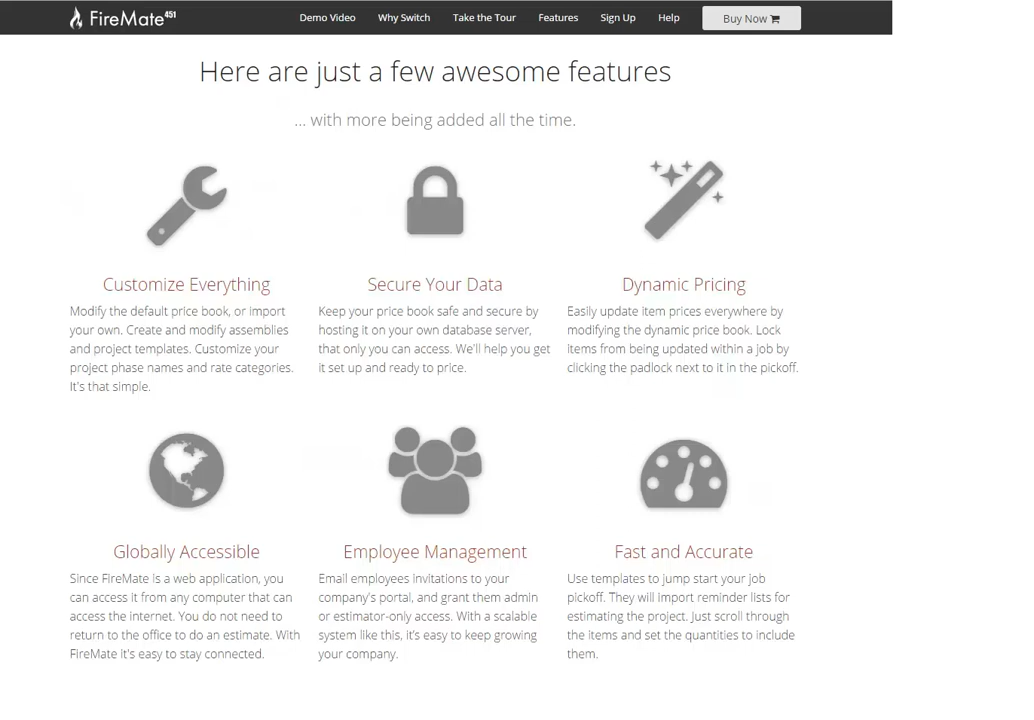 FireMate451 Demo Video Why Switch Take the Tour Features Sign Up Help Buy Now
Here are just a few awesome features
... with more being added all the time.
Customize Everything
Modify the default price book, or import
your own. Create and modify assemblies
and project templates. Customize your
project phase names and rate categories.
It's that simple.
Secure Your Data
Keep your price book safe and secure by
hosting it on your own database server,
that only you can access. We'll help you get
it set up and ready to price.
Dynamic Pricing
Easily update item prices everywhere by
modifying the dynamic price book. Lock
items from being updated within a job by
clicking the padlock next to it in the pickoff.
Globally Accessible
Since FireMate is a web application, you
can access it from any computer that can
access the internet. You do not need to
return to the office to do an estimate. With
FireMate it's easy to stay connected.
Employee Management
Email employees invitations to your
company's portal, and grant them admin
or estimator-only access. With a scalable
system like this, it's easy to keep growing
your company.
Fast and Accurate
Use templates to jump start your job
pickoff. They will import reminder lists for
estimating the project. Just scroll through
the items and set the quantities to include
them.